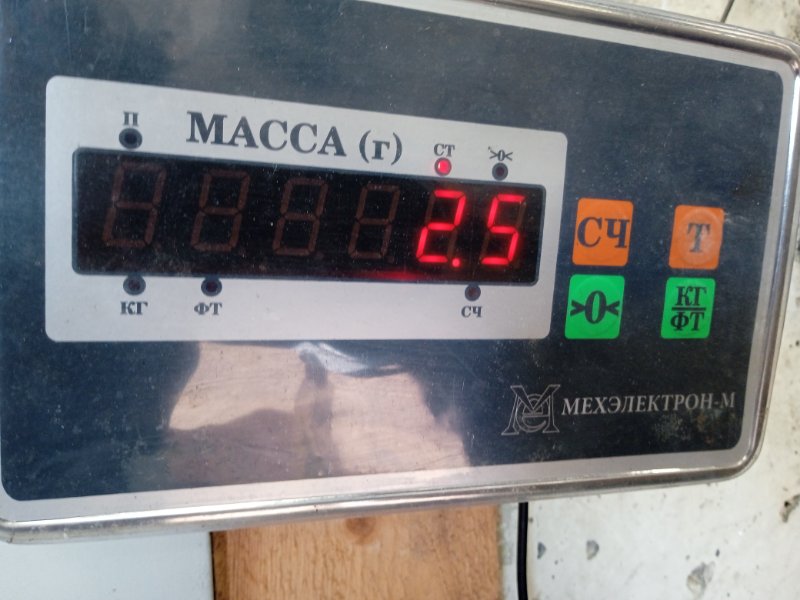 П
МАССА (г)
СТ
>0<
2.5
КГ
ФТ
СЧ
СЧ
Т
>0<
КГ
ФТ
МЕХЭЛЕКТРОН-М